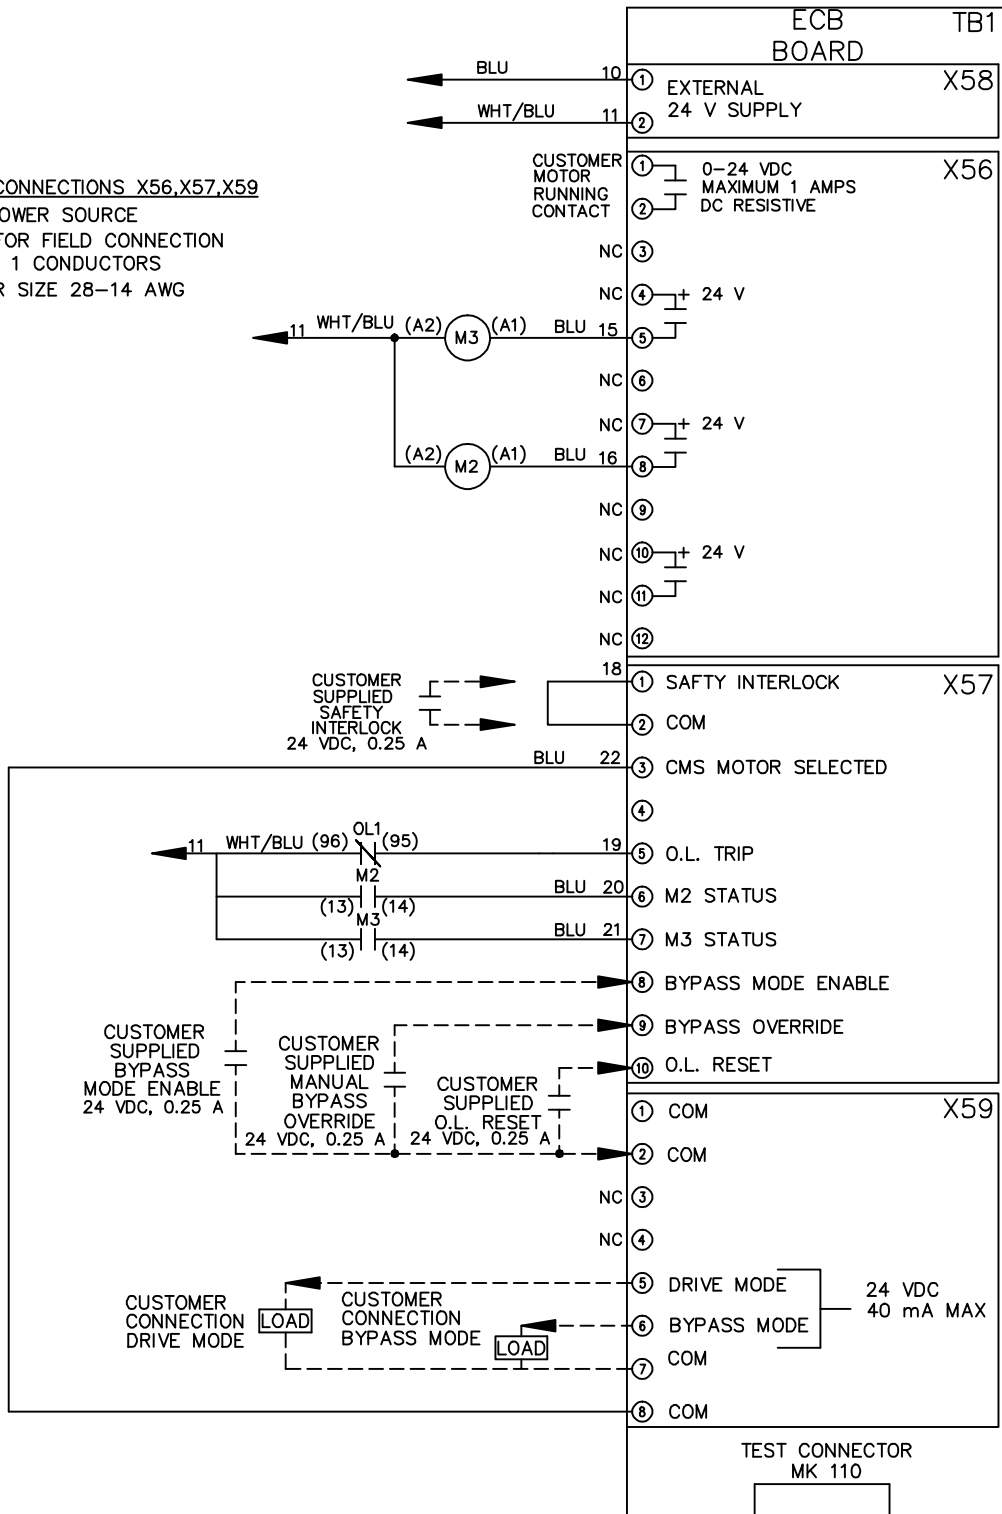 ECB TB1
BOARD
BLU 10 1 EXTERNAL X58
24 V SUPPLY
WHT/BLU 11 2
CONNECTIONS X56,X57,X59
OWER SOURCE
FOR FIELD CONNECTION
1 CONDUCTORS
R SIZE 28-14 AWG
CUSTOMER
MOTOR
RUNNING
CONTACT
1
2
0-24 VDC
MAXIMUM 1 AMPS
DC RESISTIVE
X56
NC 3
NC 4 + 24 V
11 WHT/BLU (A2) M3 (A1) BLU 15 5
NC 6
NC 7 + 24 V
(A2) M2 (A1) BLU 16 8
NC 9
NC 10 + 24 V
NC 11
NC 12
CUSTOMER
SUPPLIED
SAFETY
INTERLOCK
24 VDC, 0.25 A
18 1 SAFTY INTERLOCK X57
2 COM
BLU 22 3 CMS MOTOR SELECTED
4
OL1
11 WHT/BLU (96) (95) 19 5 O.L. TRIP
M2
(13) (14) BLU 20 6 M2 STATUS
M3
(13) (14) BLU 21 7 M3 STATUS
8 BYPASS MODE ENABLE
9 BYPASS OVERRIDE
10 O.L. RESET
CUSTOMER
SUPPLIED
BYPASS
MODE ENABLE
24 VDC, 0.25 A
CUSTOMER
SUPPLIED
MANUAL
BYPASS
OVERRIDE
24 VDC, 0.25 A
CUSTOMER
SUPPLIED
O.L. RESET
24 VDC, 0.25 A
1 COM X59
2 COM
NC 3
NC 4
5 DRIVE MODE
6 BYPASS MODE
7 COM
8 COM
24 VDC
40 mA MAX
CUSTOMER
CONNECTION
DRIVE MODE
LOAD
CUSTOMER
CONNECTION
BYPASS MODE
LOAD
TEST CONNECTOR
MK 110